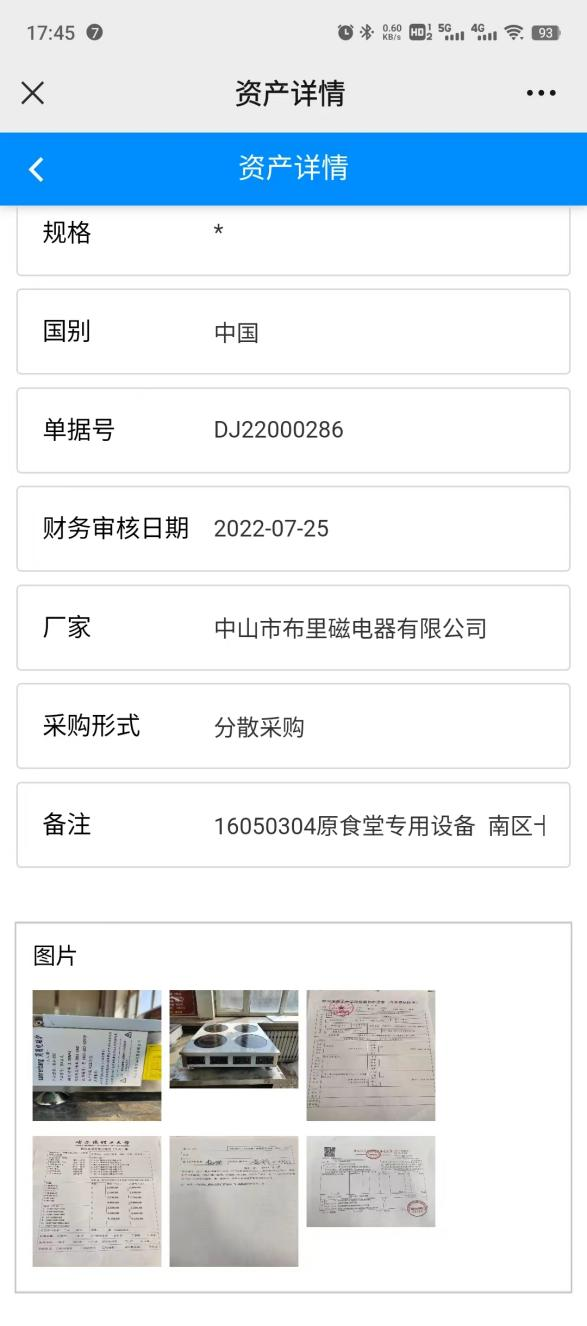 17:45 7 0.60 KB/s HD 1 2 5G 4G 93
资产详情
资产详情
规格 *
国别 中国
单据号 DJ22000286
财务审核日期 2022-07-25
厂家 中山市布里磁电器有限公司
采购形式 分散采购
备注 16050304原食堂专用设备 南区
图片